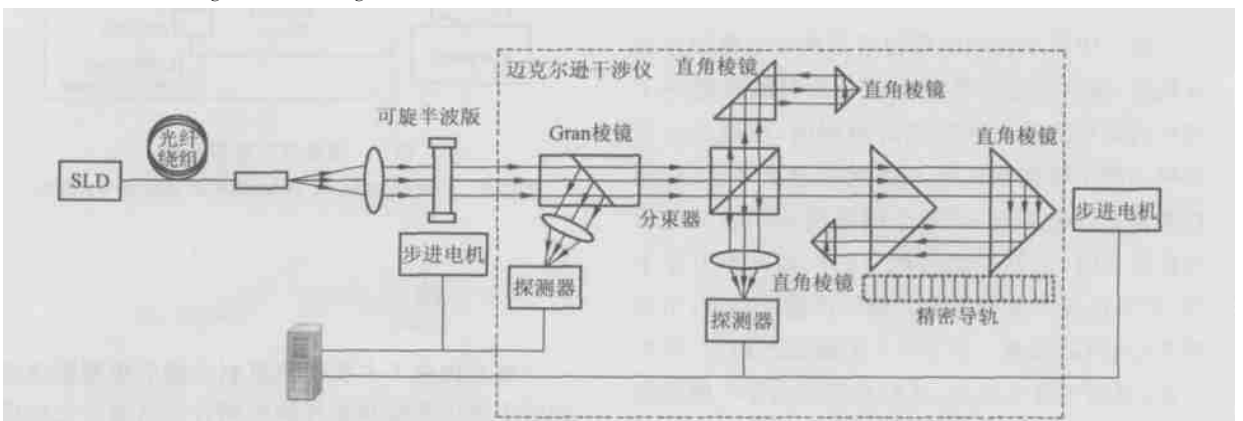 迈克尔逊干涉仪
直角棱镜
直角棱镜
可旋半波版
Gran棱镜
直角棱镜
光纤
绕组
SLD
分束器
步进电机
步进电机
探测器
直角棱镜
探测器
精密导轨